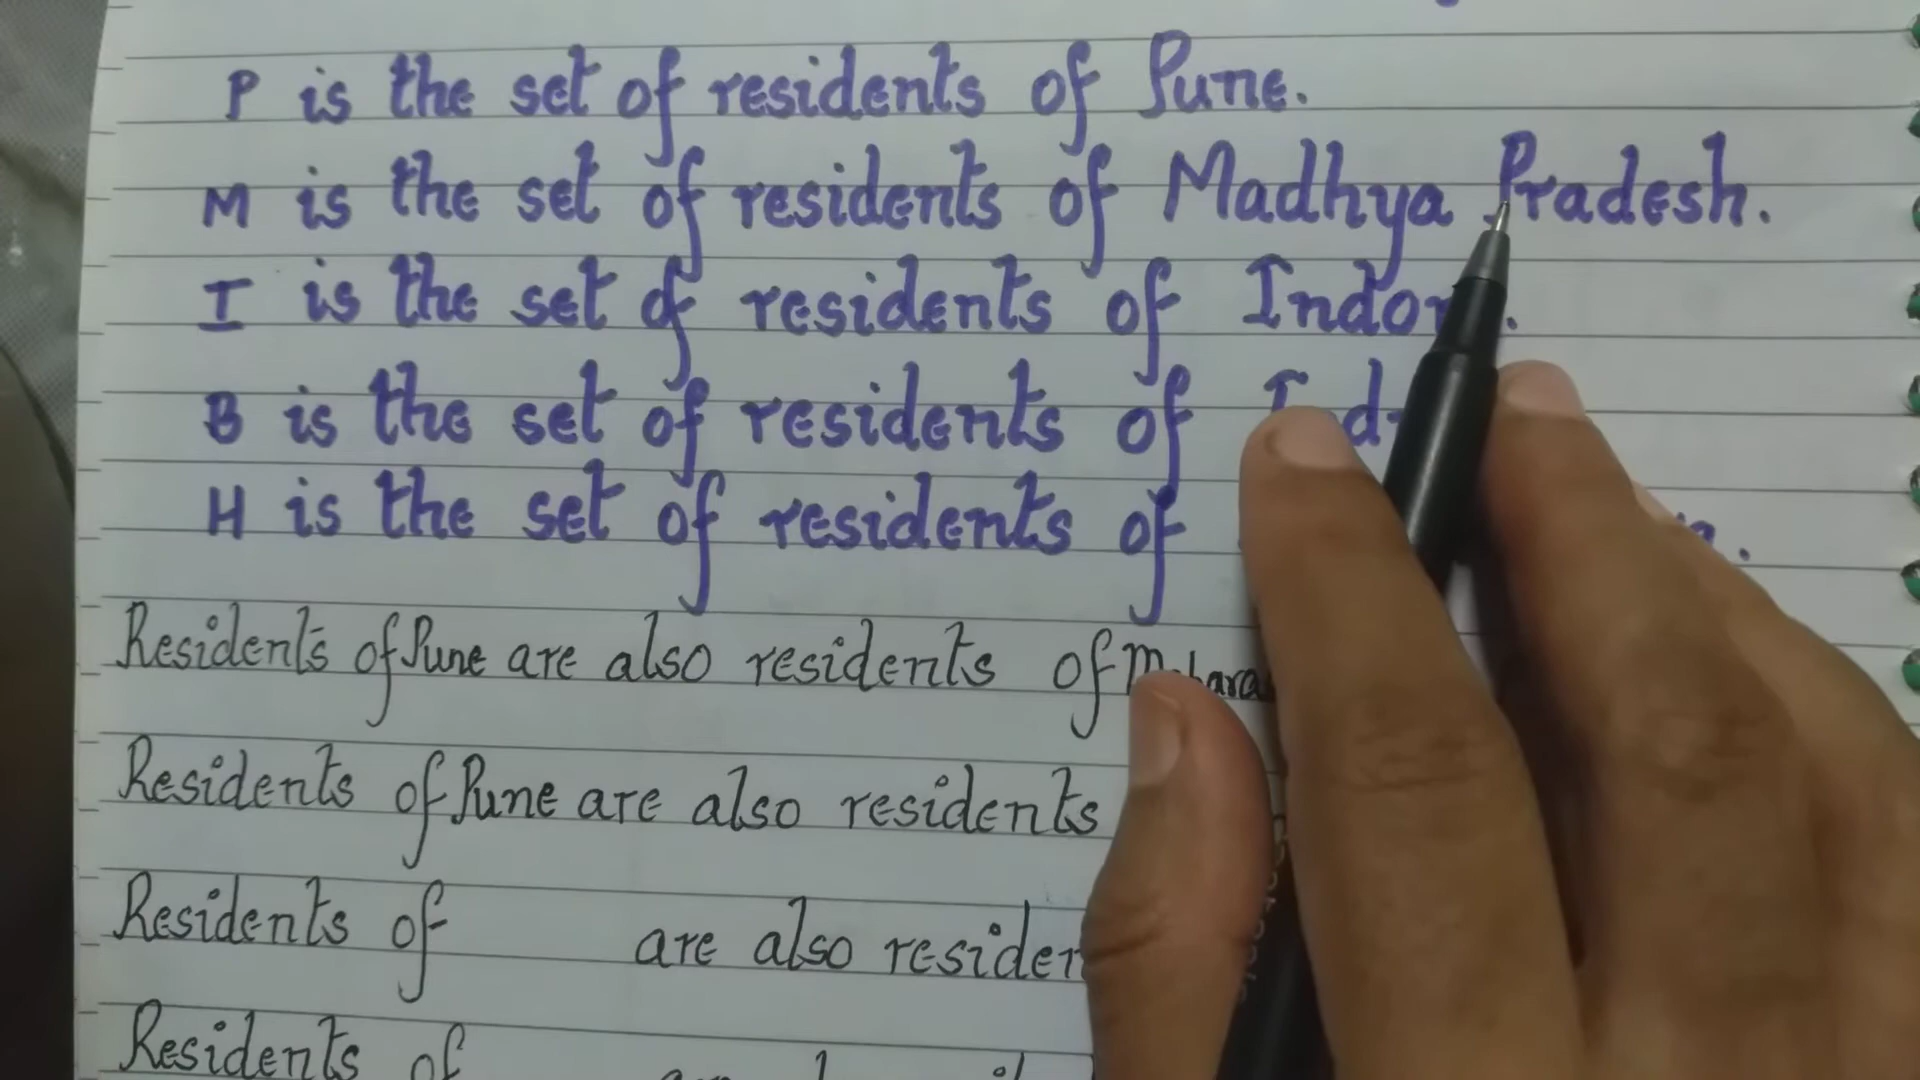 P is the set of residents of Pune.
M is the set of residents of Madhya Pradesh.
I is the set of residents of
B is the set of residents of
H is the set of residents of
Residents of Pune are also residents of
Residents of Pune are also residents
Residents of are also
Residents of